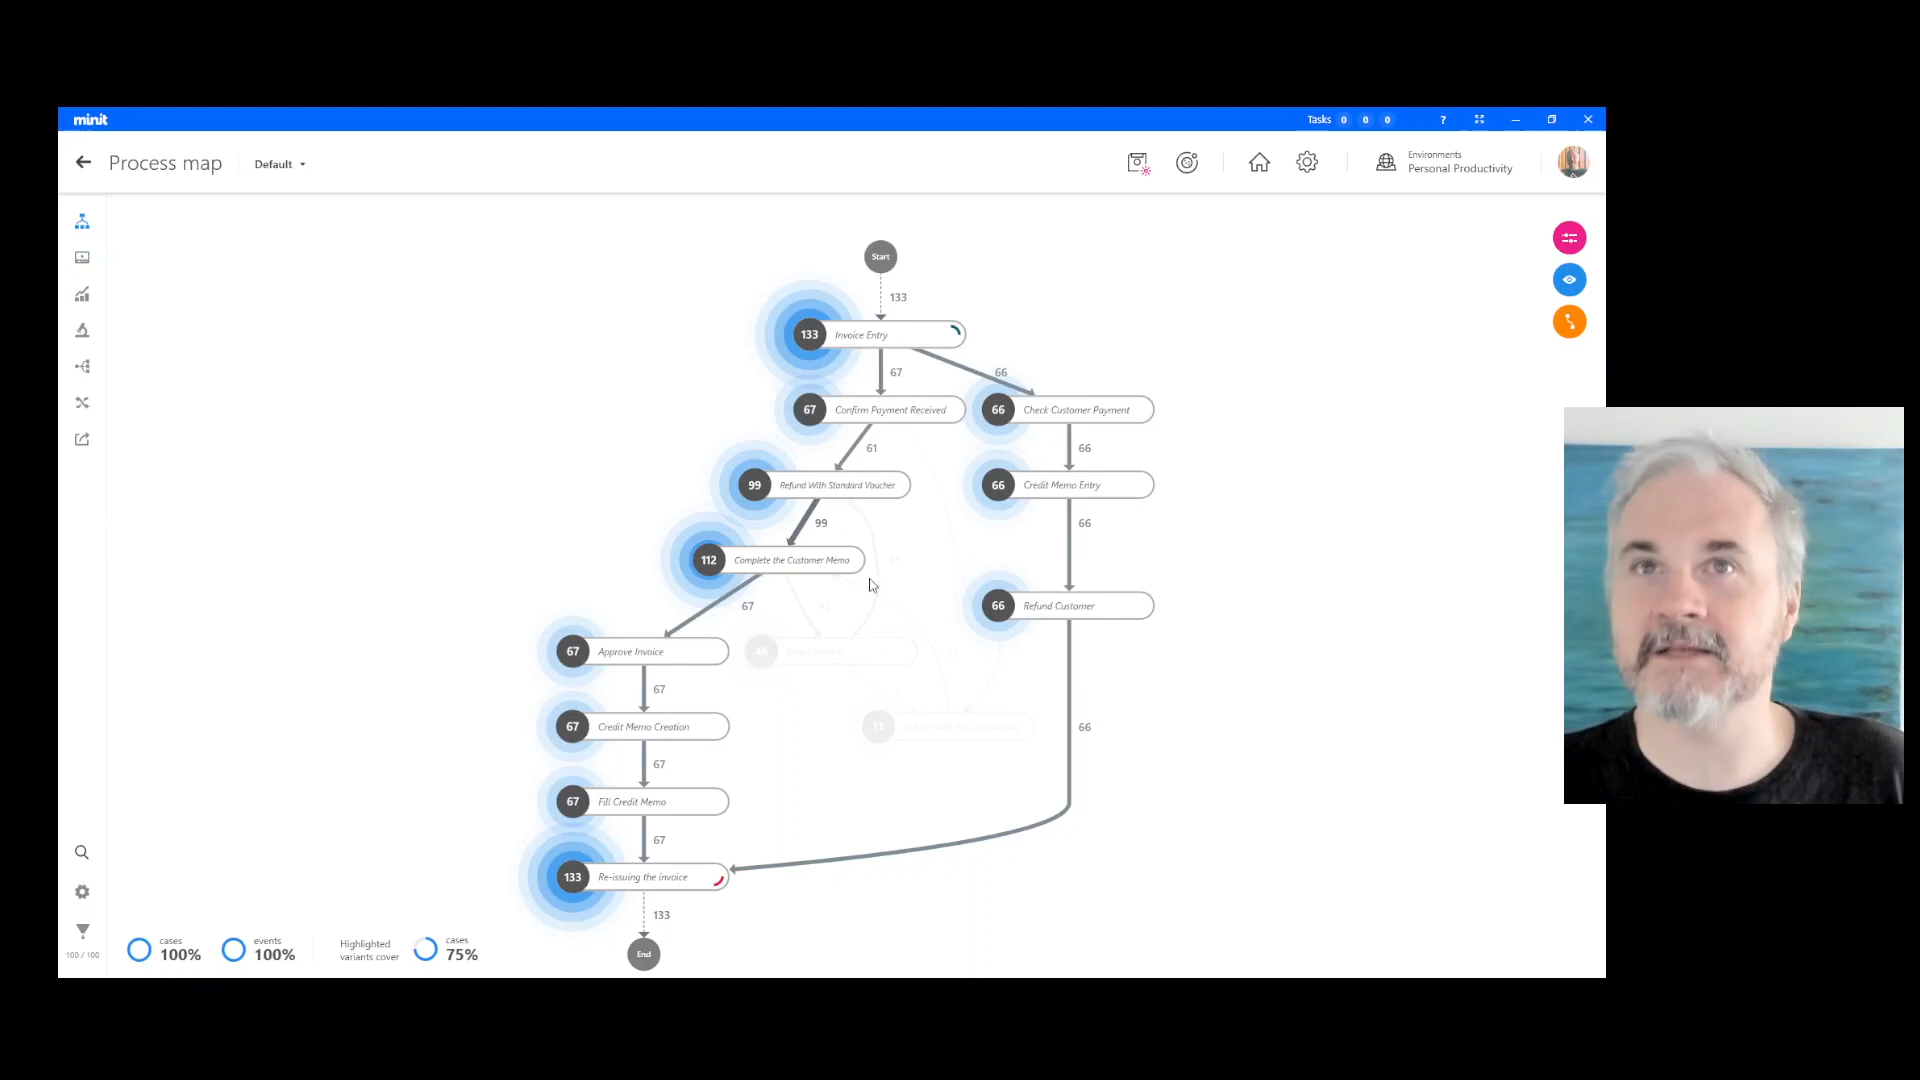 minit
Tasks 0 0 0 ?
Process map
Default
Environments
Personal Productivity
Start
133
133 Invoice Entry
67
66
67 Confirm Payment Received
66 Check Customer Payment
61
66
99 Refund With Standard Voucher
66 Credit Memo Entry
99
66
112 Complete the Customer Memo
67
45
66 Refund Customer
67 Approve Invoice
45
67
67 Credit Memo Creation
13
66
67
67 Fill Credit Memo
67
133 Re-issuing the invoice
133
End
100 / 100
cases
100%
events
100%
Highlighted
variants cover
cases
75%